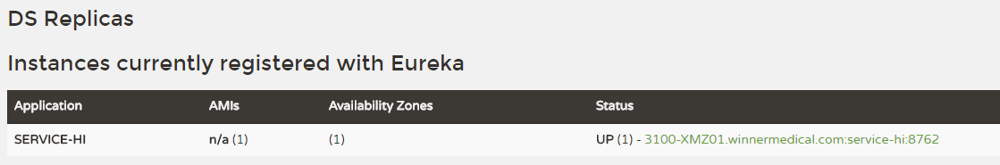 DS Replicas
Instances currently registered with Eureka
Application AMIs Availability Zones Status
SERVICE-HI n/a (1) (1) UP (1) - 3100-XMZ01.winnermedical.com:service-hi:8762